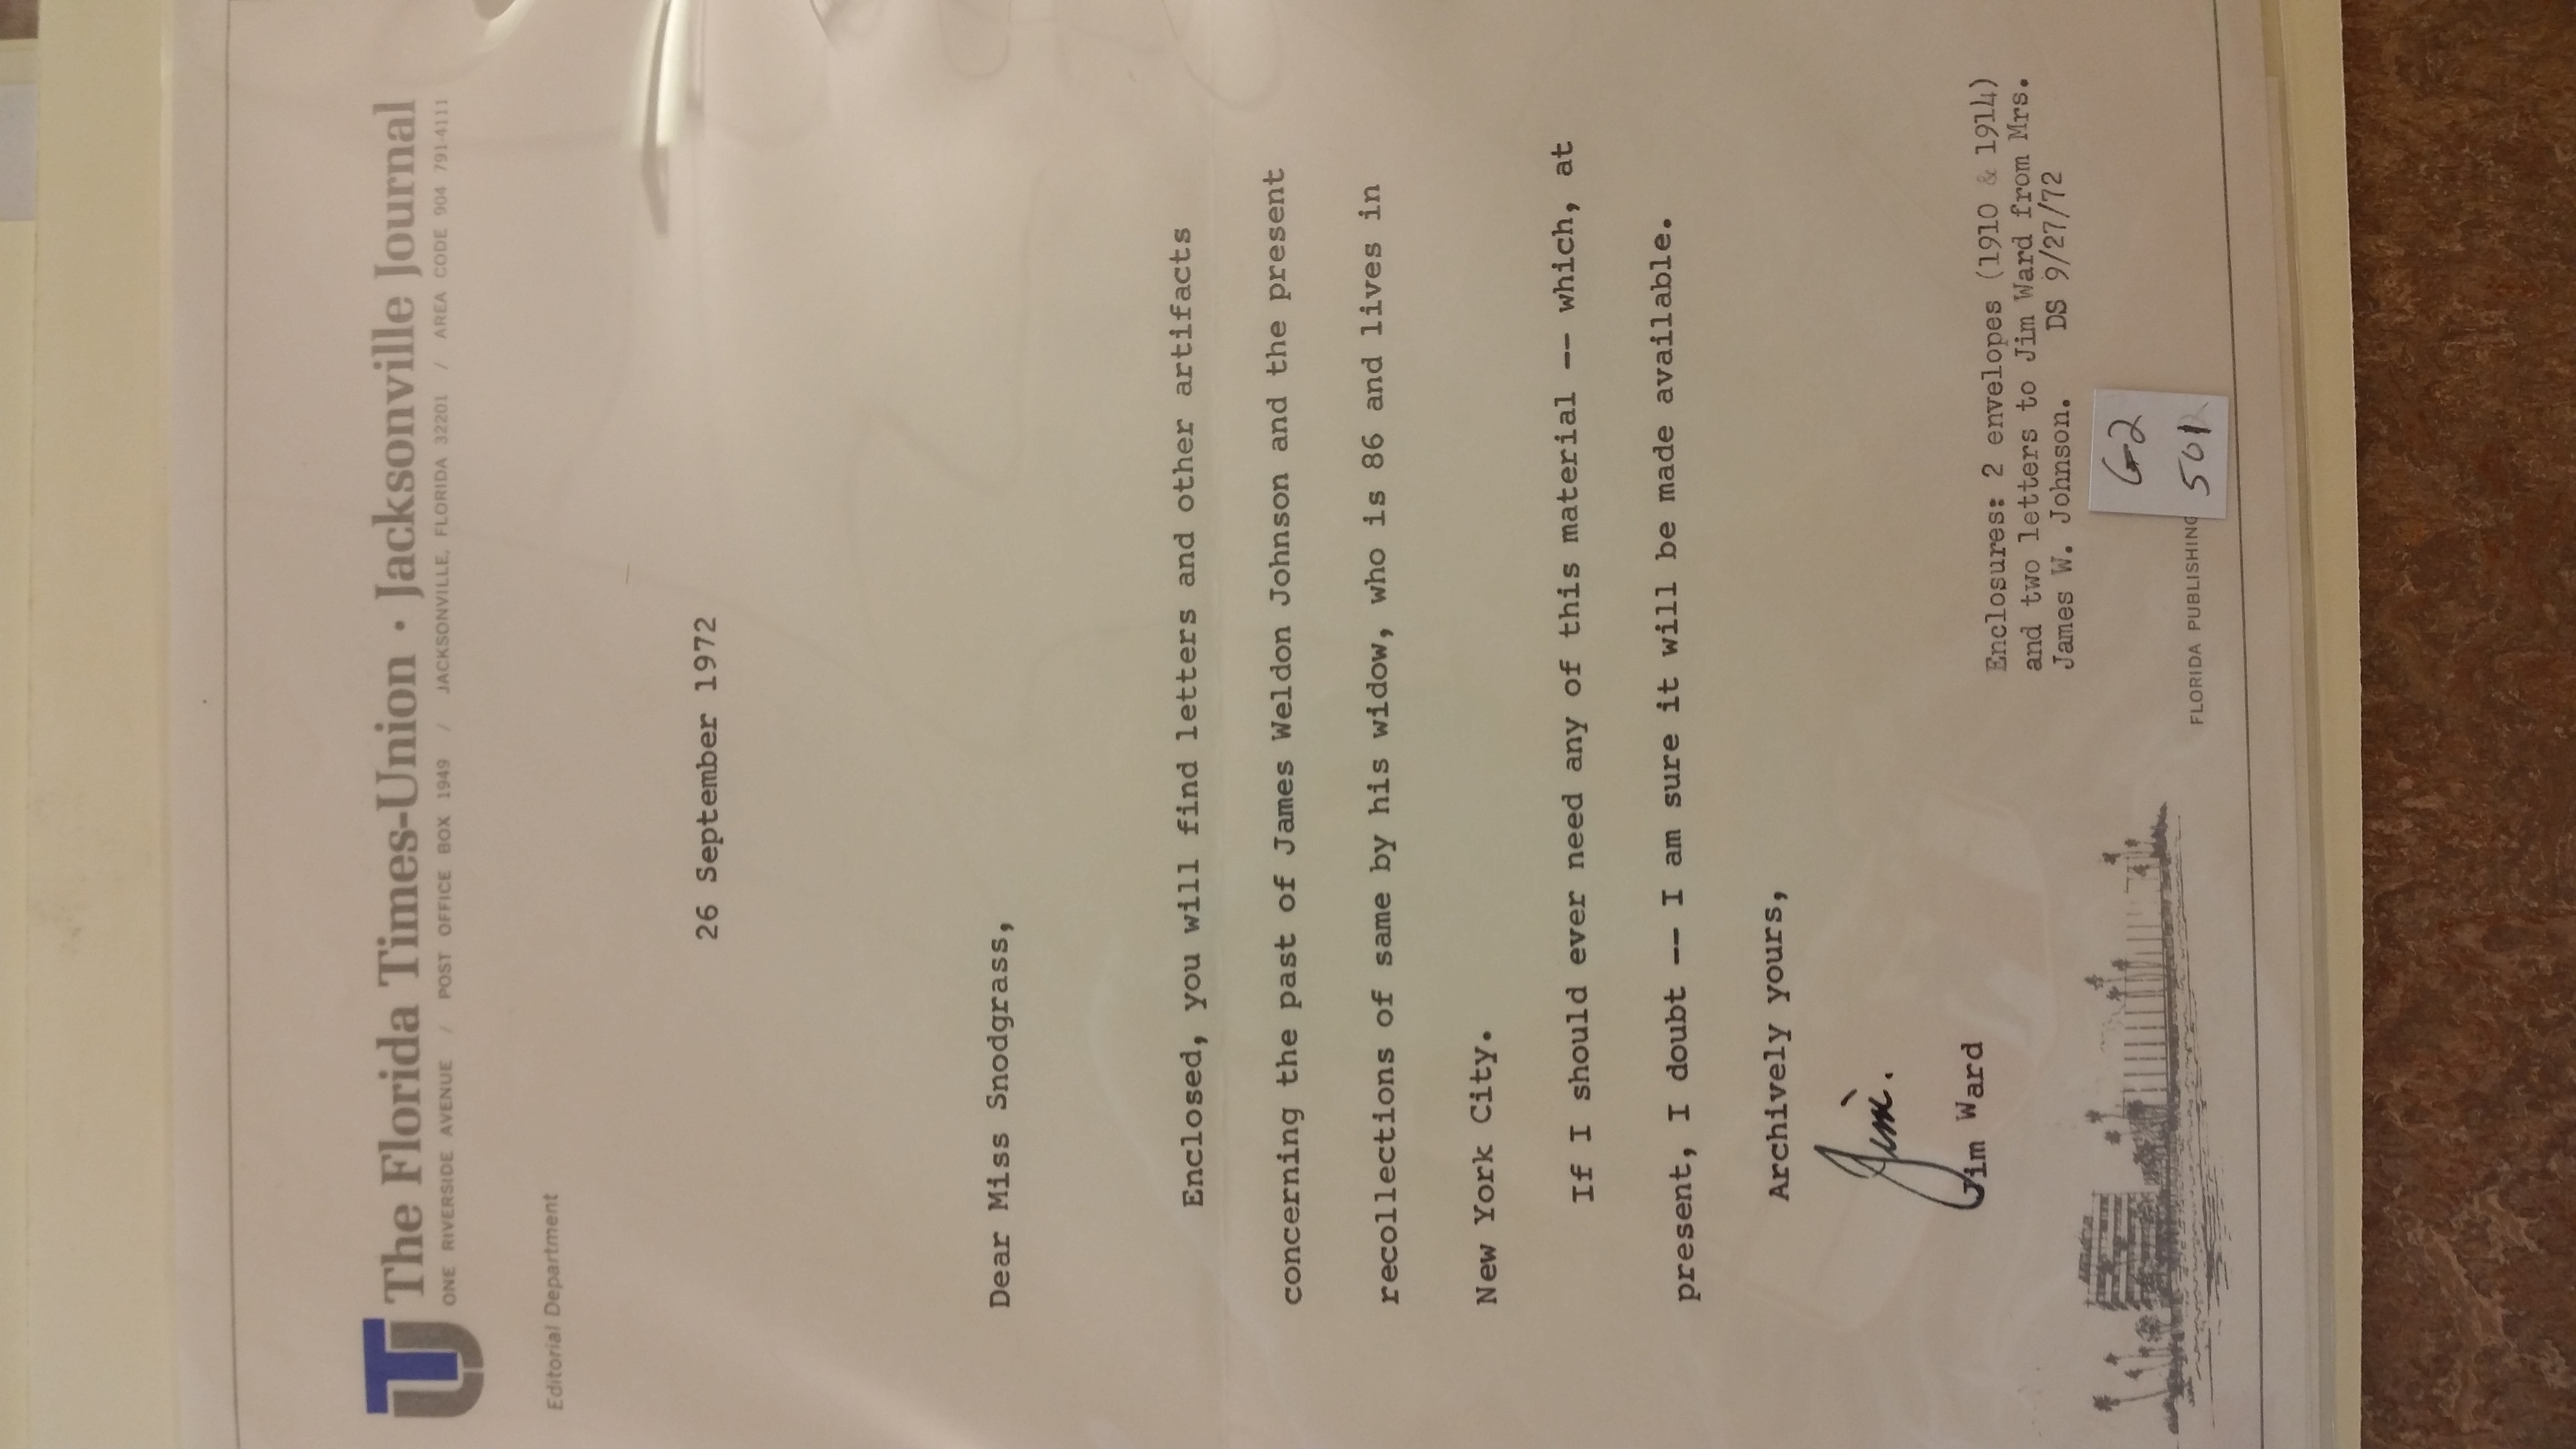 TU
The Florida Times-Union · Jacksonville Journal
ONE RIVERSIDE AVENUE / POST OFFICE BOX 1949 / JACKSONVILLE, FLORIDA 32201 / AREA CODE 904 791-4111
Editorial Department
26 September 1972
Dear Miss Snodgrass,
Enclosed, you will find letters and other artifacts
concerning the past of James Weldon Johnson and the present
recollections of same by his widow, who is 86 and lives in
New York City.
If I should ever need any of this material -- which, at
present, I doubt -- I am sure it will be made available.
Archively yours,
Jim.
Jim Ward
Enclosures: 2 envelopes (1910 & 1914)
and two letters to Jim Ward from Mrs.
James W. Johnson. DS 9/27/72
G2
FLORIDA PUBLISHING
501